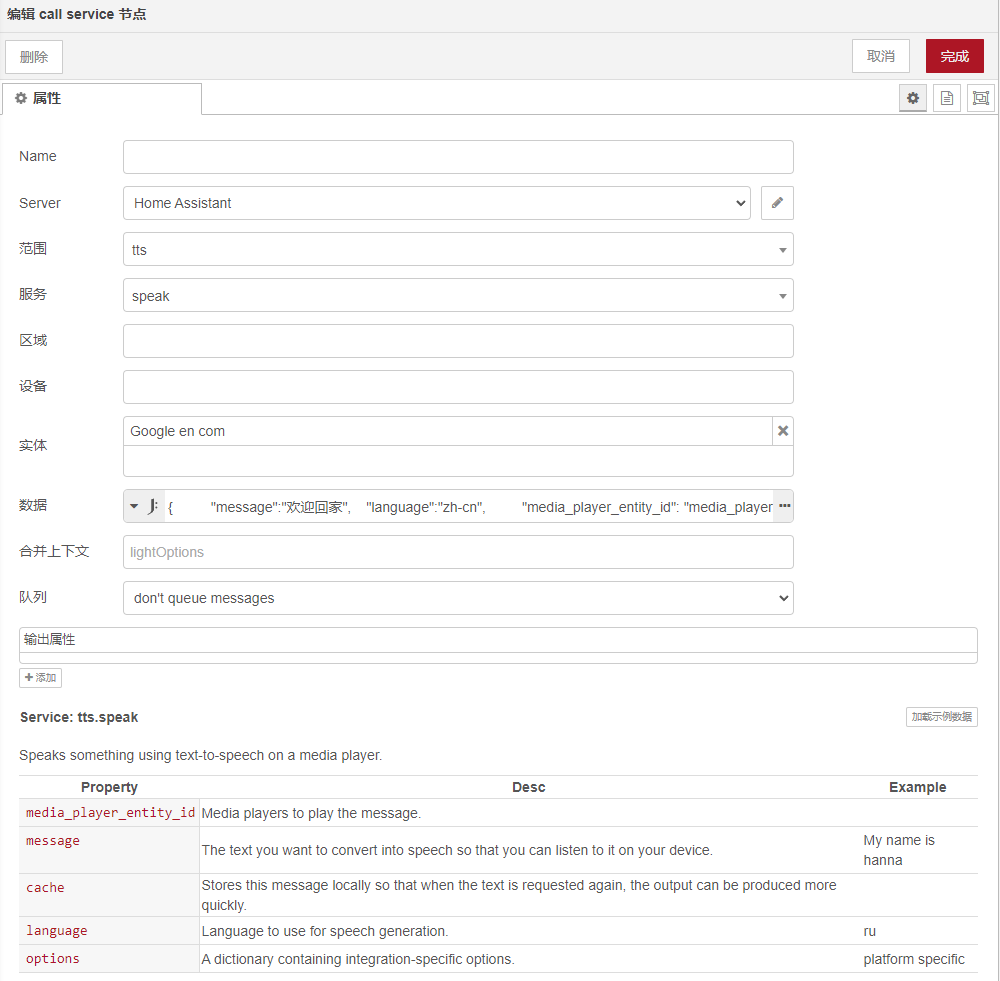 编辑 call service 节点
删除
取消
完成
属性
Name
Server
Home Assistant
范围
tts
服务
speak
区域
设备
实体
Google en com
数据
J: { "message":"欢迎回家", "language":"zh-cn", "media_player_entity_id": "media_player
合并上下文
lightOptions
队列
don't queue messages
输出属性
添加
Service: tts.speak
加载示例数据
Speaks something using text-to-speech on a media player.
Property Desc Example
media_player_entity_id Media players to play the message.
message The text you want to convert into speech so that you can listen to it on your device. My name is
hanna
cache Stores this message locally so that when the text is requested again, the output can be produced more
quickly.
language Language to use for speech generation. ru
options A dictionary containing integration-specific options. platform specific